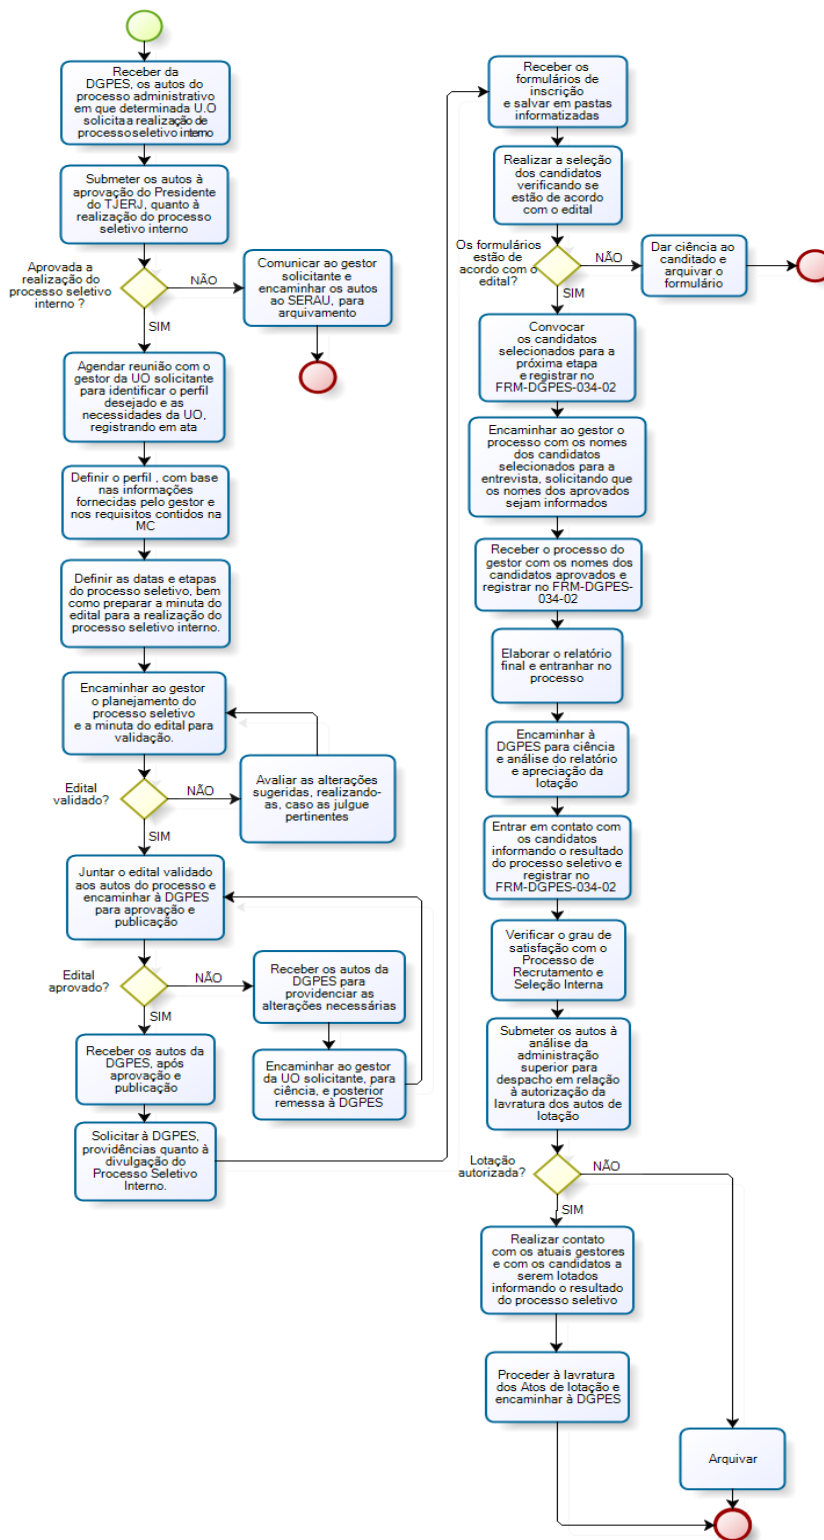 Receber da
DGPES, os autos do
processo administrativo
em que determinada U.O
solicita a realização de
processo seletivo interno
Submeter os autos à
aprovação do Presidente
do TJERJ, quanto à
realização do processo
seletivo interno
Aprovada a
realização do
processo seletivo
interno ?
NÃO
Comunicar ao gestor
solicitante e
encaminhar os autos
ao SERAU, para
arquivamento
SIM
Agendar reunião com o
gestor da UO solicitante
para identificar o perfil
desejado e as
necessidades da UO,
registrando em ata
Definir o perfil , com base
nas informações
fornecidas pelo gestor e
nos requisitos contidos na
MC
Definir as datas e etapas
do processo seletivo, bem
como preparar a minuta do
edital para a realização do
processo seletivo interno.
Encaminhar ao gestor
o planejamento do
processo seletivo
e a minuta do edital para
validação.
Edital
validado?
NÃO
Avaliar as alterações
sugeridas, realizando-
as, caso as julgue
pertinentes
SIM
Juntar o edital validado
aos autos do processo e
encaminhar à DGPES
para aprovação e
publicação
Edital
aprovado?
NÃO
Receber os autos da
DGPES para
providenciar as
alterações necessárias
SIM
Receber os autos da
DGPES, após
aprovação e
publicação
Encaminhar ao gestor
da UO solicitante, para
ciência, e posterior
remessa à DGPES
Solicitar à DGPES,
providências quanto à
divulgação do
Processo Seletivo
Interno.
Receber os
formulários de
inscrição
e salvar em pastas
informatizadas
Realizar a seleção
dos candidatos
verificando se
estão de acordo
com o edital
Os formulários
estão de
acordo com o
edital?
NÃO
Dar ciência ao
canditado e
arquivar o
formulário
SIM
Convocar
os candidatos
selecionados para a
próxima etapa
e registrar no
FRM-DGPES-034-02
Encaminhar ao gestor o
processo com os nomes
dos candidatos
selecionados para a
entrevista, solicitando que
os nomes dos aprovados
sejam informados
Receber o processo do
gestor com os nomes dos
candidatos aprovados e
registrar no FRM-DGPES-
034-02
Elaborar o relatório
final e entranhar no
processo
Encaminhar à
DGPES para ciência
e análise do relatório
e apreciação da
lotação
Entrar em contato com
os candidatos
informando o resultado
do processo seletivo e
registrar no
FRM-DGPES-034-02
Verificar o grau de
satisfação com o
Processo de
Recrutamento e
Seleção Interna
Submeter os autos à
análise da
administração
superior para
despacho em relação
à autorização da
lavratura dos autos de
lotação
Lotação
autorizada?
NÃO
SIM
Realizar contato
com os atuais gestores
e com os candidatos a
serem lotados
informando o resultado
do processo seletivo
Proceder à lavratura
dos Atos de lotação e
encaminhar à DGPES
Arquivar